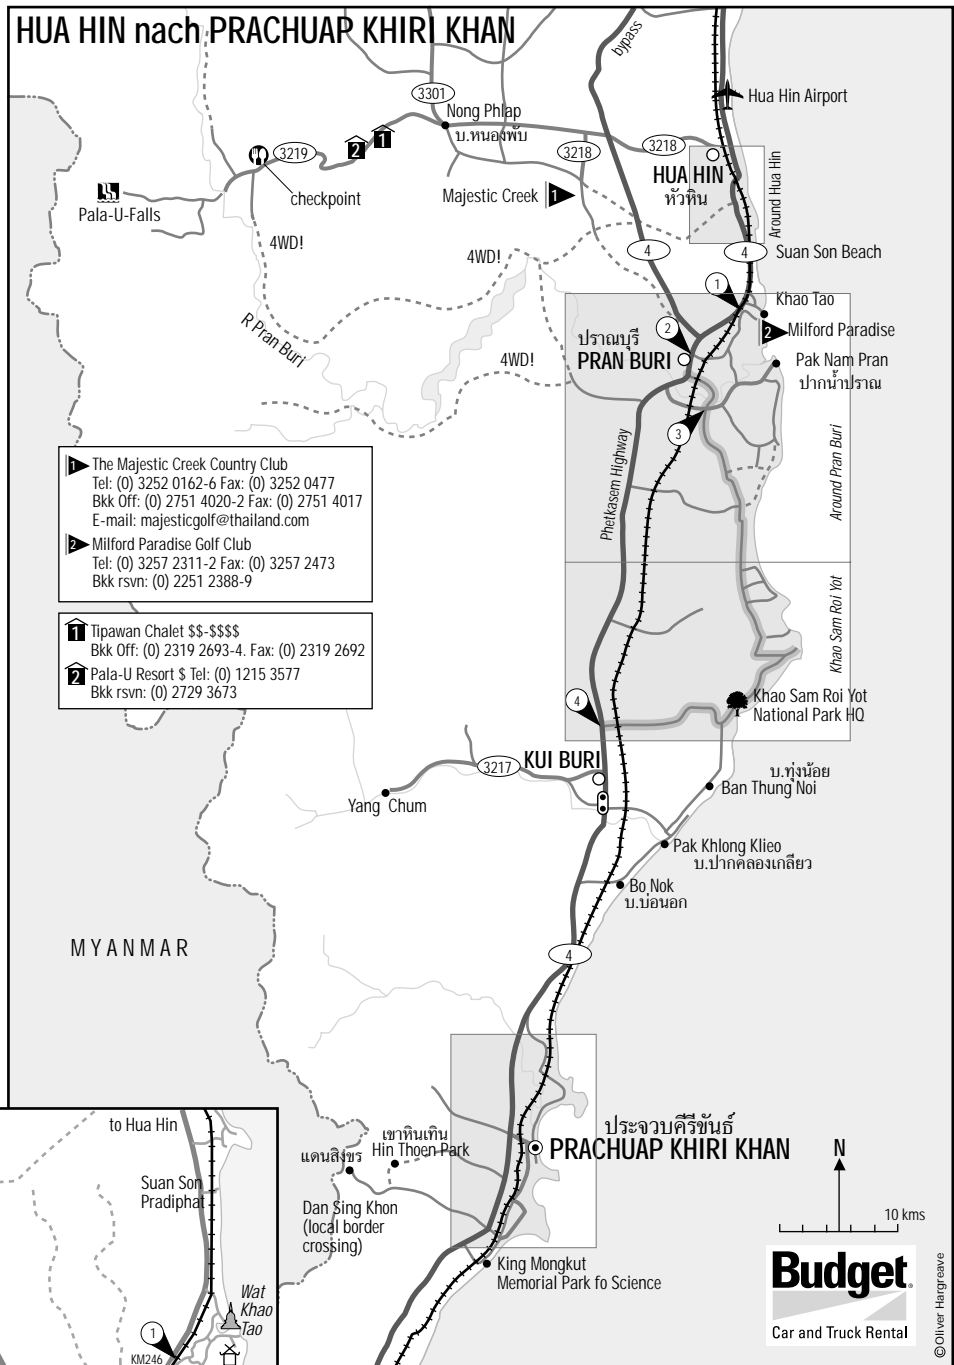 HUA HIN nach PRACHUAP KHIRI KHAN
bypass
3301
Nong Phlap
บ.หนองพับ
Hua Hin Airport
3219
2
1
3218
3218
checkpoint
HUA HIN
หัวหิน
Around Hua Hin
Majestic Creek
1
Pala-U-Falls
4WD!
4WD!
4
4
Suan Son Beach
1
Khao Tao
R Pran Buri
2
2
Milford Paradise
ปราณบุรี
PRAN BURI
4WD!
Pak Nam Pran
ปากน้ำปราณ
3
Phetkasem Highway
Around Pran Buri
1 The Majestic Creek Country Club
Tel: (0) 3252 0162-6 Fax: (0) 3252 0477
Bkk Off: (0) 2751 4020-2 Fax: (0) 2751 4017
E-mail: majesticgolf@thailand.com
2 Milford Paradise Golf Club
Tel: (0) 3257 2311-2 Fax: (0) 3257 2473
Bkk rsvn: (0) 2251 2388-9
1 Tipawan Chalet $$-$$$$
Bkk Off: (0) 2319 2693-4. Fax: (0) 2319 2692
2 Pala-U Resort $ Tel: (0) 1215 3577
Bkk rsvn: (0) 2729 3673
Khao Sam Roi Yot
4
Khao Sam Roi Yot
National Park HQ
KUI BURI
3217
บ.ทุ่งน้อย
Ban Thung Noi
Yang Chum
Pak Khlong Klieo
บ.ปากคลองเกลียว
Bo Nok
บ.บ่อนอก
MYANMAR
4
ประจวบคีรีขันธ์
PRACHUAP KHIRI KHAN
เขาหินเทิน
Hin Thoen Park
แดนสิงขร
Dan Sing Khon
(local border
crossing)
King Mongkut
Memorial Park fo Science
N
10 kms
to Hua Hin
Suan Son
Pradiphat
Wat
Khao
Tao
1
KM246
Budget
Car and Truck Rental
©Oliver Hargreave